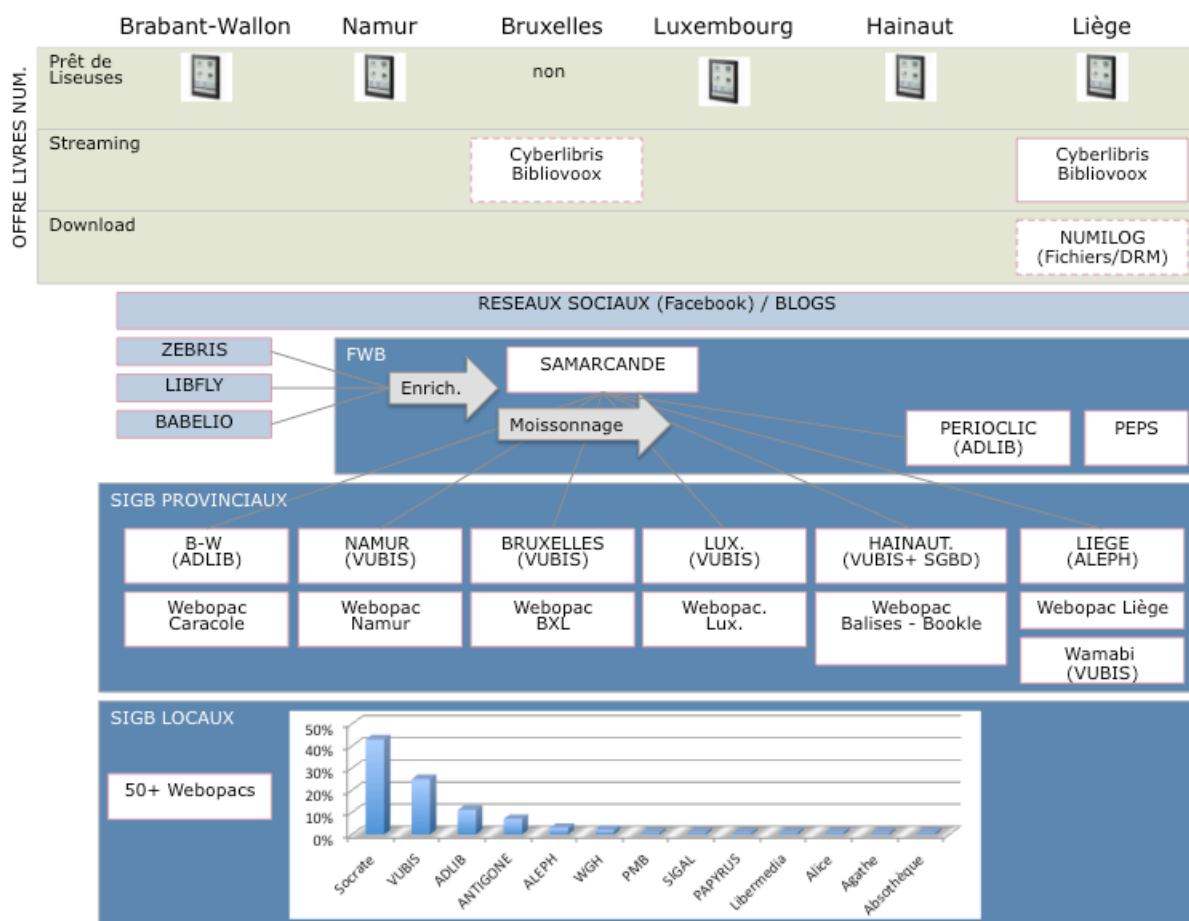 Brabant-Wallon Namur Bruxelles Luxembourg Hainaut Liège
OFFRE LIVRES NUM.
Prêt de
Liseuses
non
Streaming
Cyberlibris
Bibliovoox
Cyberlibris
Bibliovoox
Download
NUMILOG
(Fichiers/DRM)
RESEAUX SOCIAUX (Facebook) / BLOGS
ZEBRIS
LIBFLY
BABELIO
FWB
Enrich.
SAMARCANDE
Moissonnage
PERIOCLIC
(ADLIB)
PEPS
SIGB PROVINCIAUX
B-W
(ADLIB)
NAMUR
(VUBIS)
BRUXELLES
(VUBIS)
LUX.
(VUBIS)
HAINAUT.
(VUBIS+ SGBD)
LIEGE
(ALEPH)
Webopac
Caracole
Webopac
Namur
Webopac
BXL
Webopac.
Lux.
Webopac
Balises - Bookle
Webopac Liège
Wamabi
(VUBIS)
SIGB LOCAUX
50+ Webopacs
50%
40%
30%
20%
10%
0%
Socrate
VUBIS
ADLIB
ANTIGONE
ALEPH
WGH
PMB
SIGAL
PAPYRUS
Libermedia
Alice
Agathe
Absothèque